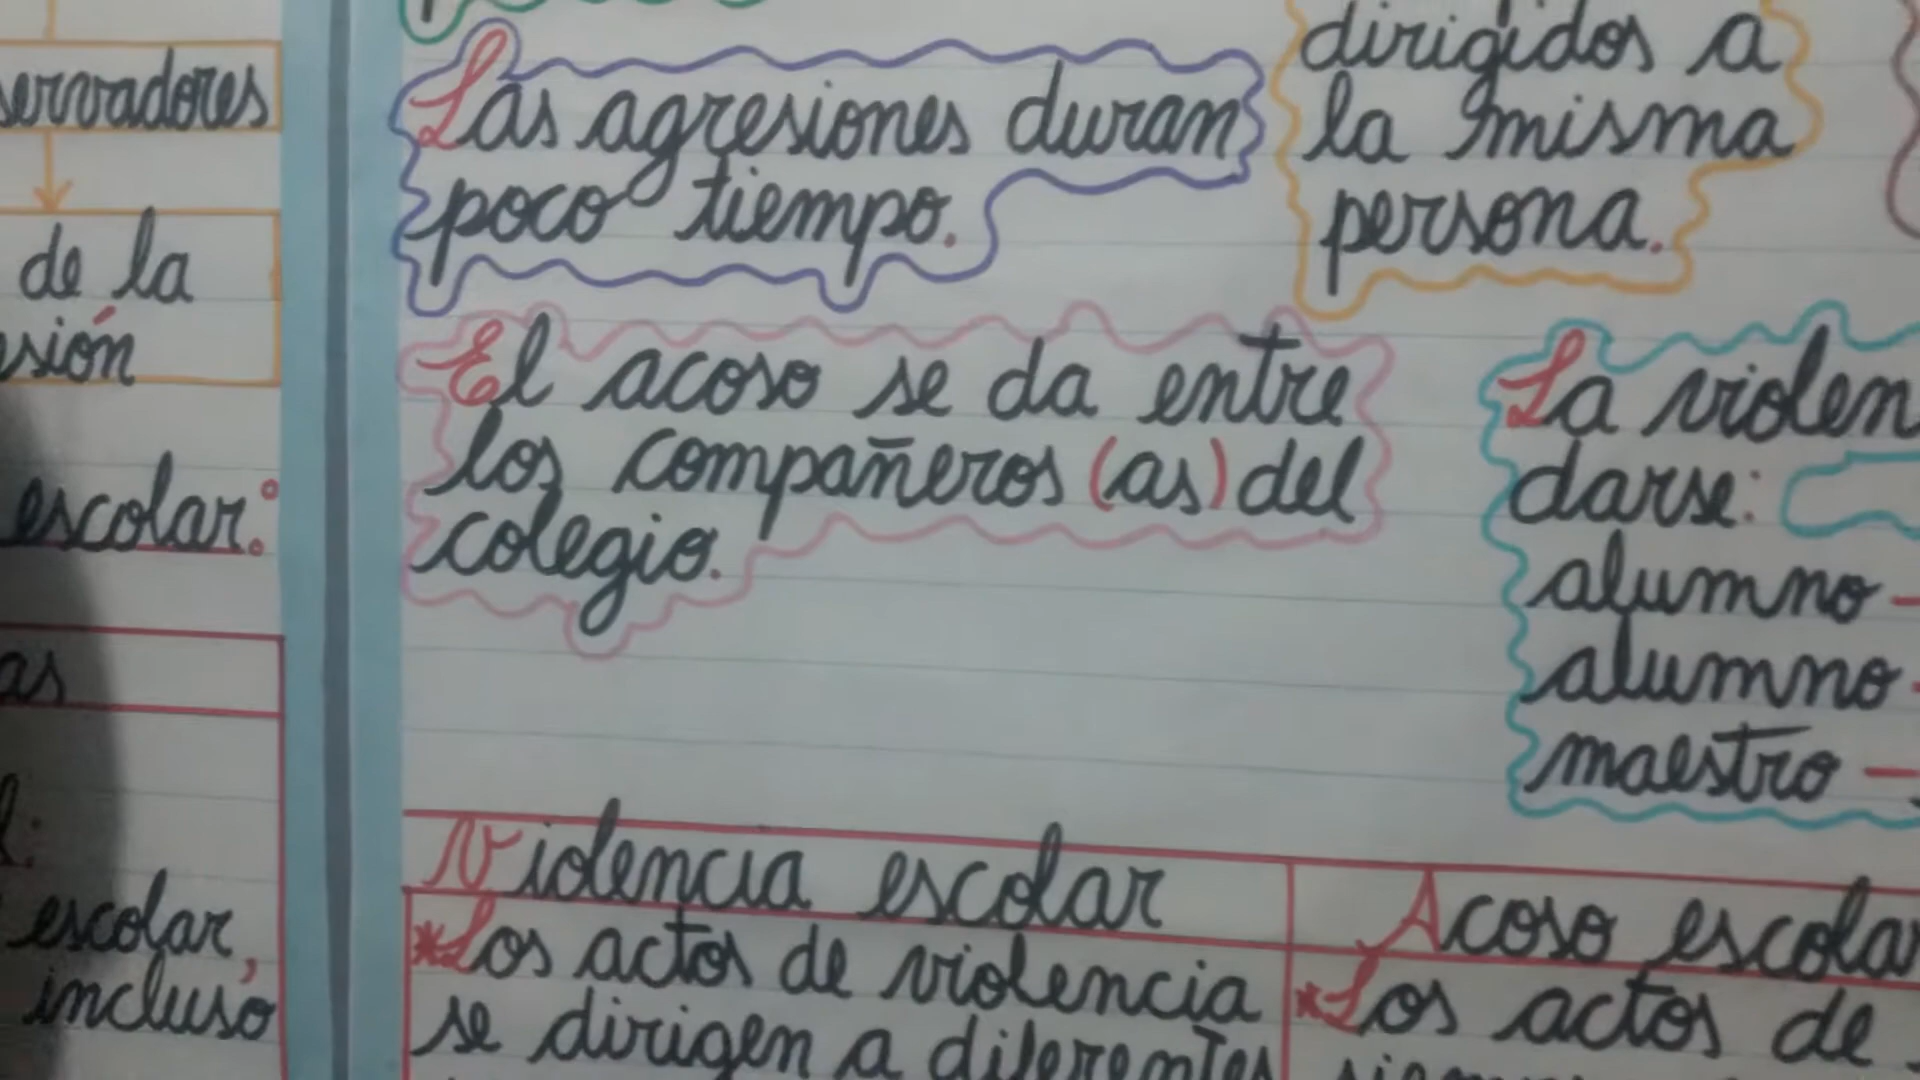 servadores
de la
esión
escolar:
as
l:
escolar,
incluso
Las agresiones duran
poco tiempo.
dirigidos a
la misma
persona.
El acoso se da entre
los compañeros (as) del
colegio.
La violen
darse:
alumno -
alumno -
maestro -
Violencia escolar
*Los actos de violencia
se dirigen a diferentes
Acoso escolar
*Los actos de